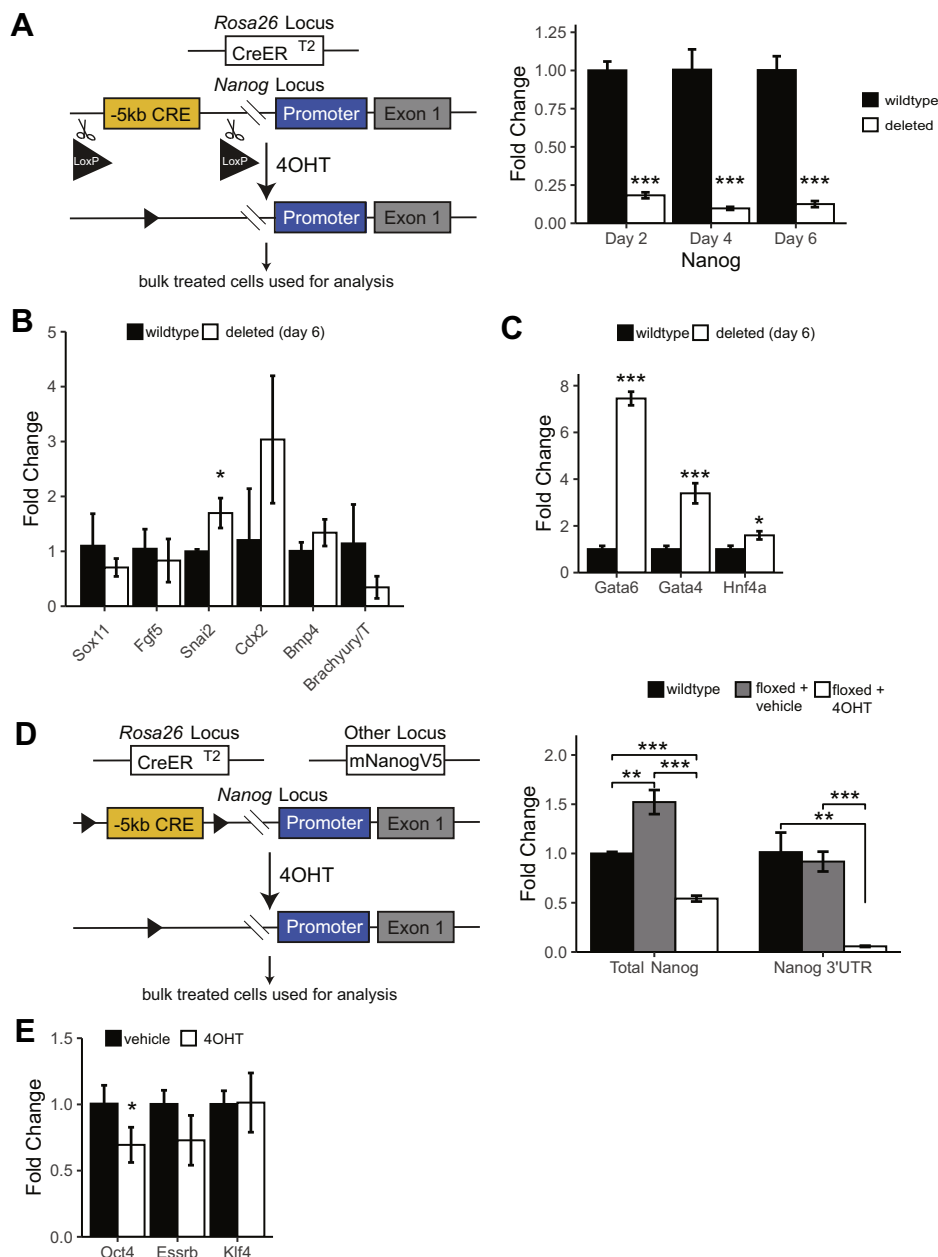 A
Rosa26 Locus
CreER T2
Nanog Locus
-5kb CRE
Promoter
Exon 1
LoxP
LoxP
4OHT
Promoter
Exon 1
bulk treated cells used for analysis
Fold Change
1.25
1.00
0.75
0.50
0.25
0.00
***
***
***
wildtype
deleted
Day 2
Day 4
Day 6
Nanog
B
wildtype
deleted (day 6)
Fold Change
5
4
3
2
1
0
*
Sox11
Fgf5
Snai2
Cdx2
Bmp4
Brachyury/T
C
wildtype
deleted (day 6)
Fold Change
8
6
4
2
0
***
***
*
Gata6
Gata4
Hnf4a
D
Rosa26 Locus
CreER T2
Other Locus
mNanogV5
Nanog Locus
-5kb CRE
Promoter
Exon 1
4OHT
Promoter
Exon 1
bulk treated cells used for analysis
wildtype
floxed +
vehicle
floxed +
4OHT
Fold Change
2.0
1.5
1.0
0.5
0.0
***
**
***
***
**
Total Nanog
Nanog 3'UTR
E
vehicle
4OHT
Fold Change
1.5
1.0
0.5
0.0
*
Oct4
Essrb
Klf4